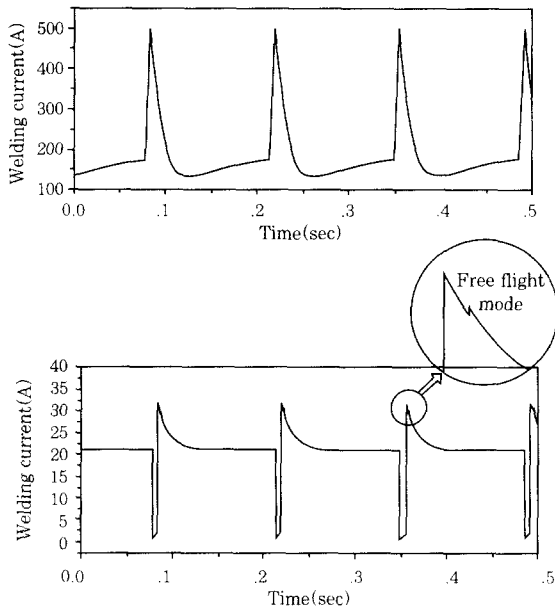 Welding current(A)
500
400
300
200
100
0.0 .1 .2 .3 .4 .5
Time(sec)
Free flight
mode
Welding current(A)
40
35
30
25
20
15
10
5
0
0.0 .1 .2 .3 .4 .5
Time(sec)